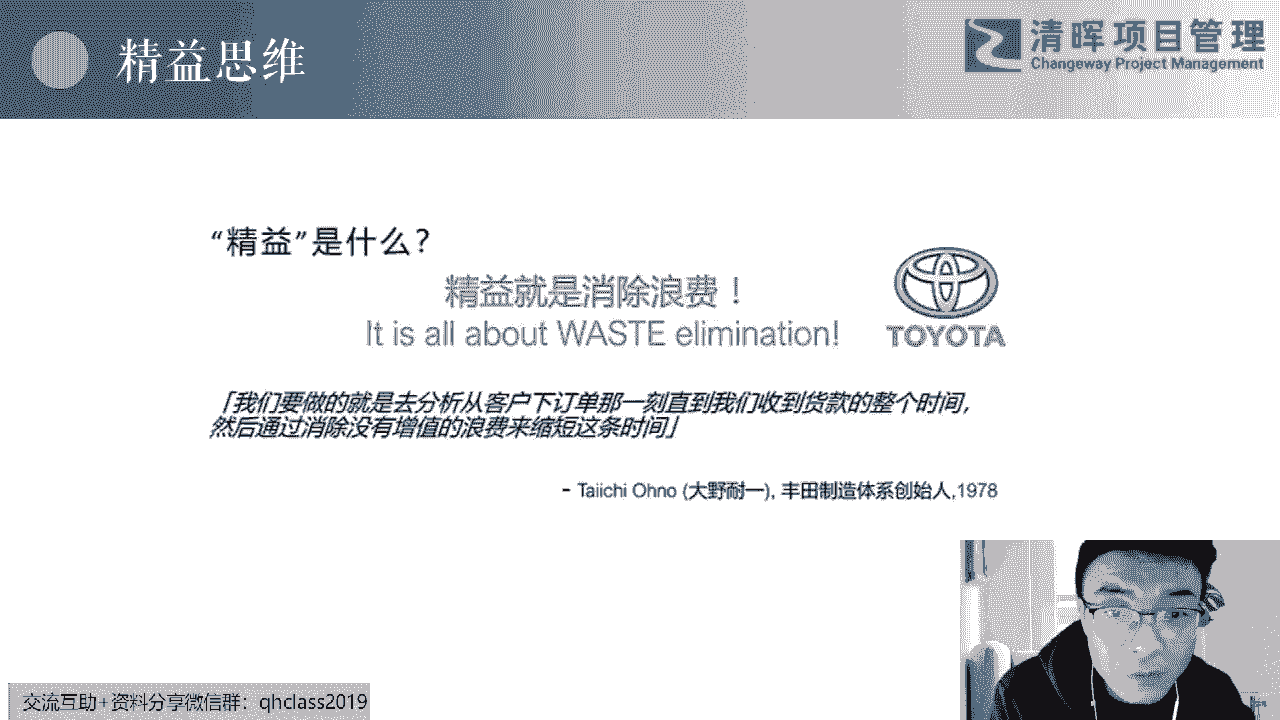 精益思维
清晖项目管理
Changeway Project Management
“精益”是什么？
精益就是消除浪费！
It is all about WASTE elimination!
TOYOTA
「我们要做的就是去分析从客户下订单那一刻直到我们收到货款的整个时间，
然后通过消除没有增值的浪费来缩短这条时间」
- Taiichi Ohno (大野耐一), 丰田制造体系创始人,1978
交流互助+资料分享微信群：qhclass2019